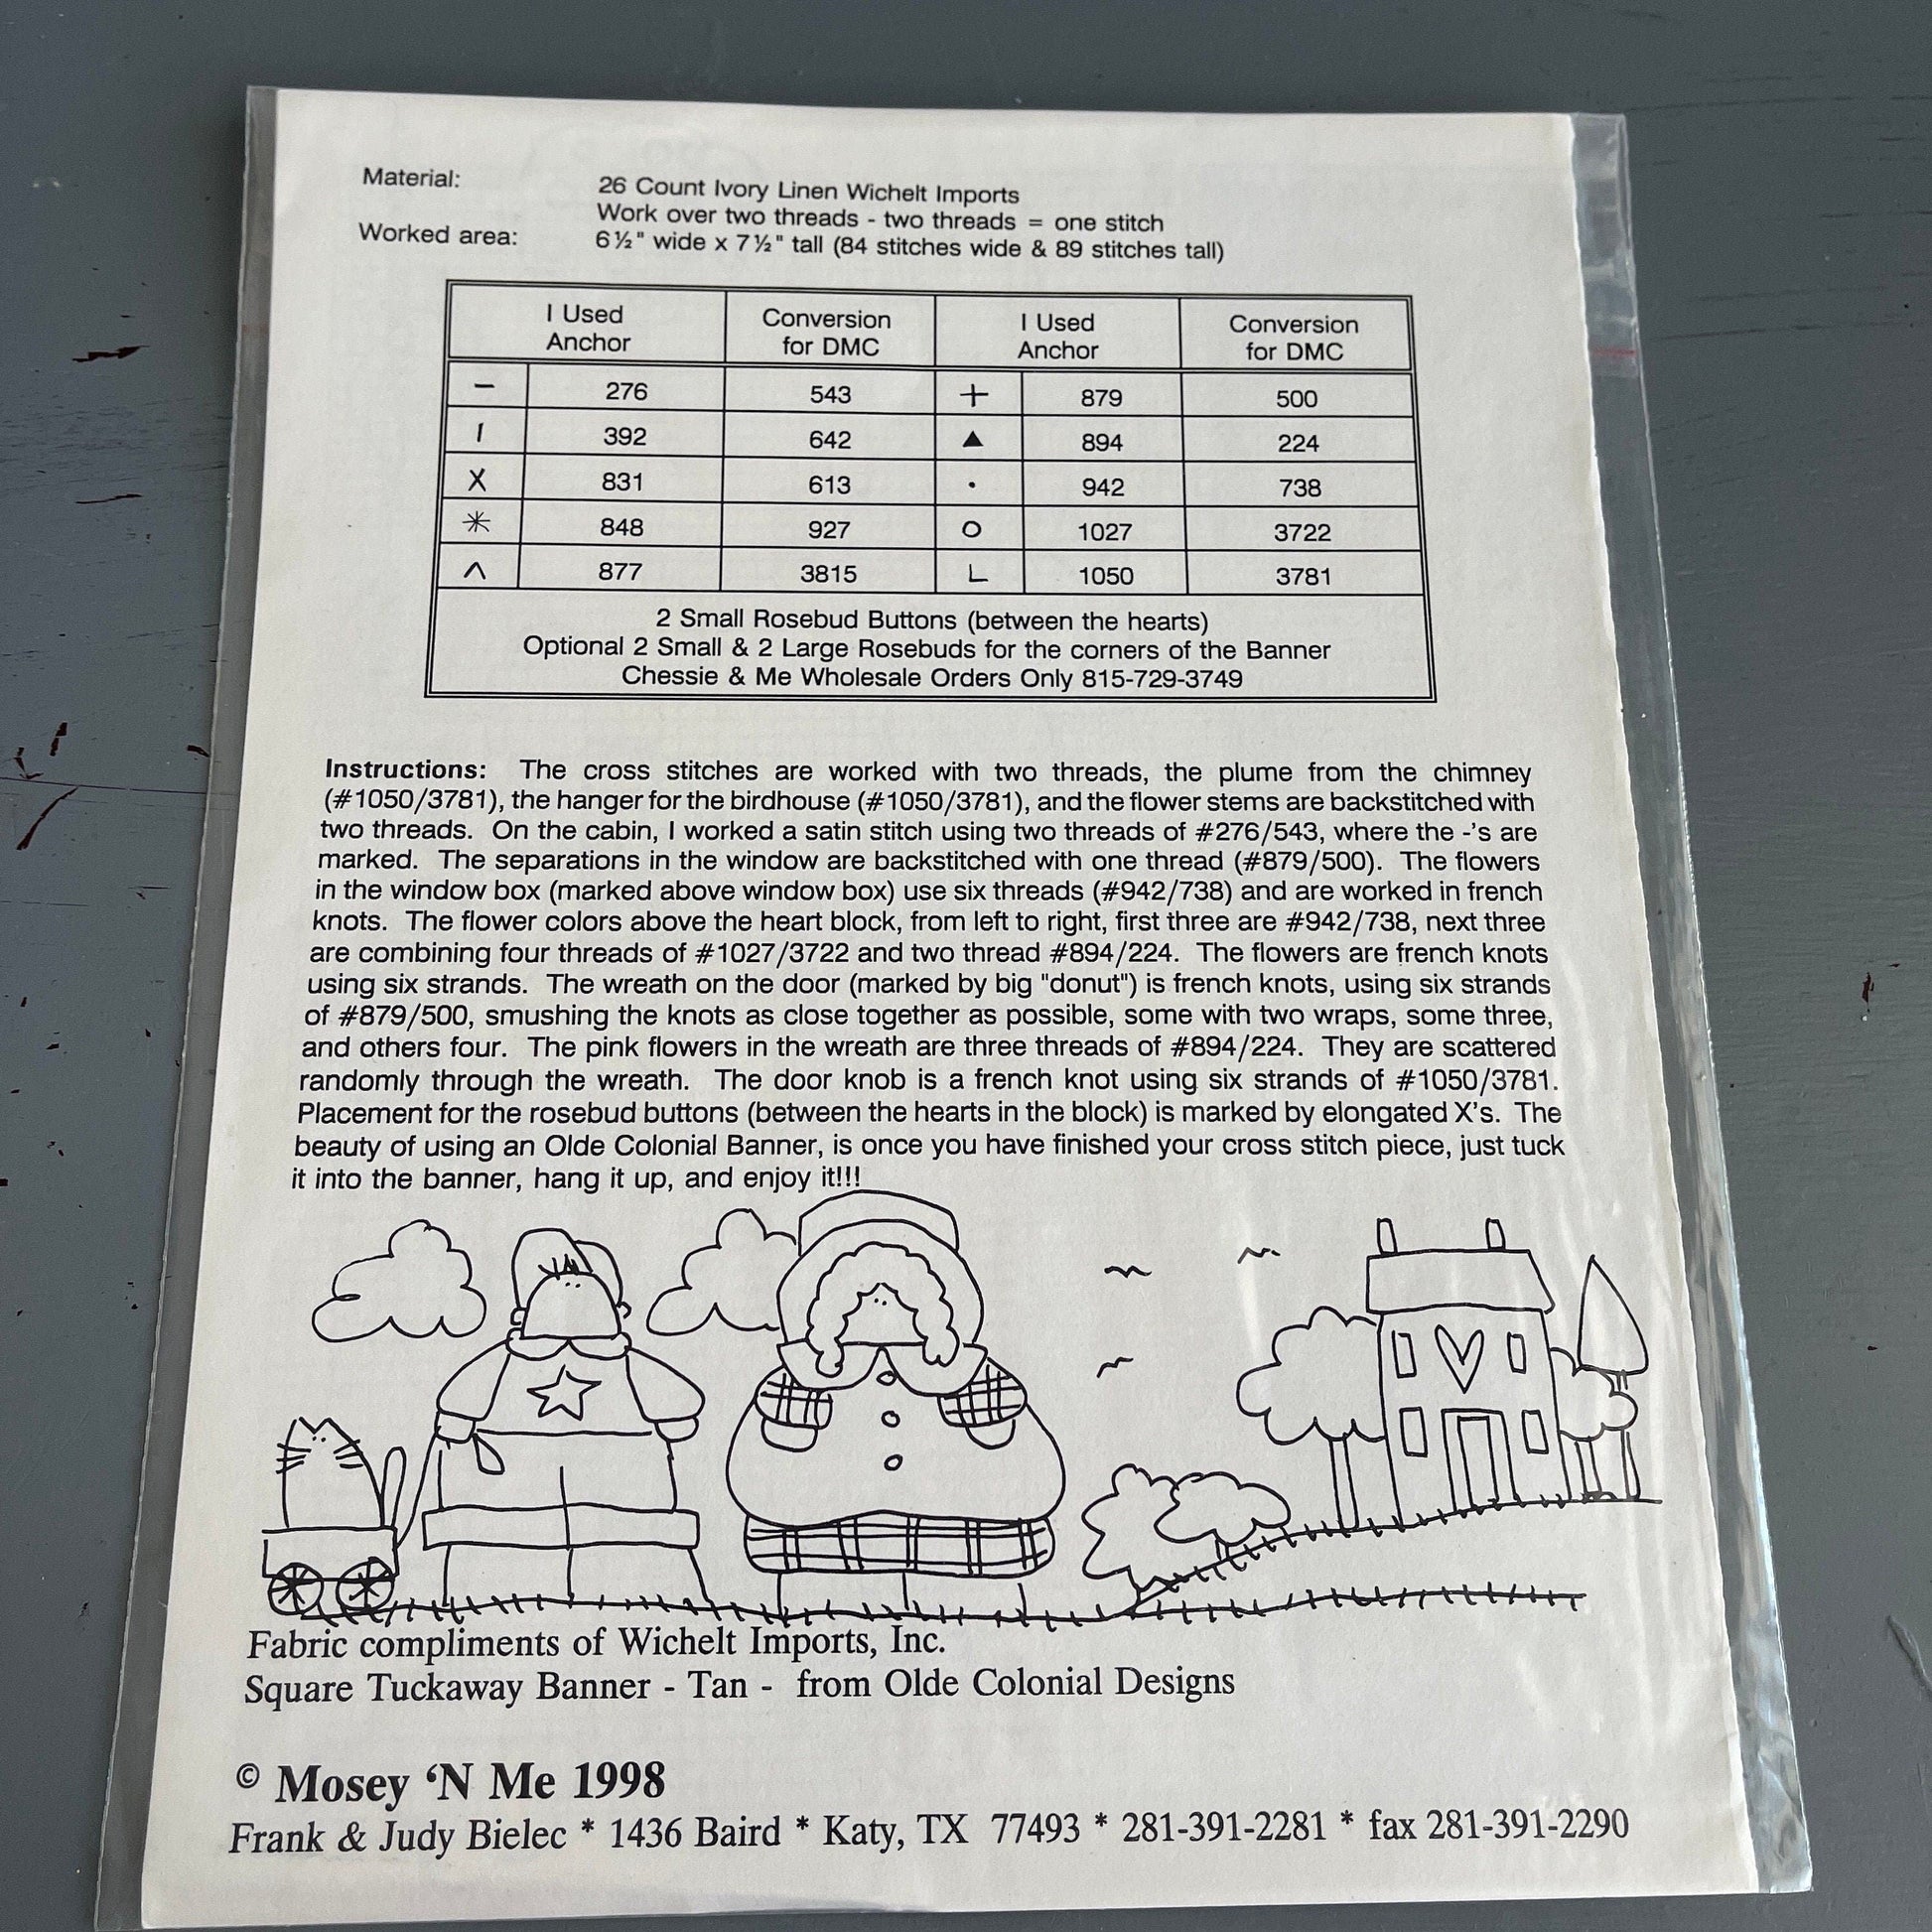 Material: 26 Count Ivory Linen Wichelt Imports
Work over two threads - two threads = one stitch
Worked area: 6½" wide x 7½" tall (84 stitches wide & 89 stitches tall)
I Used Anchor Conversion for DMC I Used Anchor Conversion for DMC
− 276 543 + 879 500
I 392 642 ▲ 894 224
X 831 613 • 942 738
* 848 927 O 1027 3722
^ 877 3815 L 1050 3781
2 Small Rosebud Buttons (between the hearts)
Optional 2 Small & 2 Large Rosebuds for the corners of the Banner
Chessie & Me Wholesale Orders Only 815-729-3749
Instructions: The cross stitches are worked with two threads, the plume from the chimney
(#1050/3781), the hanger for the birdhouse (#1050/3781), and the flower stems are backstitched with
two threads. On the cabin, I worked a satin stitch using two threads of #276/543, where the -'s are
marked. The separations in the window are backstitched with one thread (#879/500). The flowers
in the window box (marked above window box) use six threads (#942/738) and are worked in french
knots. The flower colors above the heart block, from left to right, first three are #942/738, next three
are combining four threads of #1027/3722 and two thread #894/224. The flowers are french knots
using six strands. The wreath on the door (marked by big "donut") is french knots, using six strands
of #879/500, smushing the knots as close together as possible, some with two wraps, some three,
and others four. The pink flowers in the wreath are three threads of #894/224. They are scattered
randomly through the wreath. The door knob is a french knot using six strands of #1050/3781.
Placement for the rosebud buttons (between the hearts in the block) is marked by elongated X's. The
beauty of using an Olde Colonial Banner, is once you have finished your cross stitch piece, just tuck
it into the banner, hang it up, and enjoy it!!!
Fabric compliments of Wichelt Imports, Inc.
Square Tuckaway Banner - Tan - from Olde Colonial Designs
© Mosey ‘N Me 1998
Frank & Judy Bielec * 1436 Baird * Katy, TX 77493 * 281-391-2281 * fax 281-391-2290